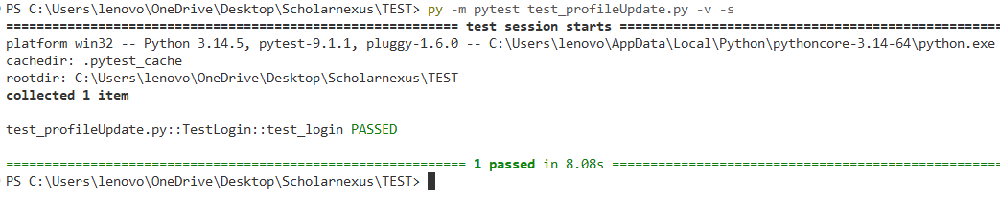 PS C:\Users\lenovo\OneDrive\Desktop\Scholarnexus\TEST> py -m pytest test_profileUpdate.py -v -s
======================================================== test session starts ================================================
platform win32 -- Python 3.14.5, pytest-9.1.1, pluggy-1.6.0 -- C:\Users\lenovo\AppData\Local\Python\pythoncore-3.14-64\python.exe
cachedir: .pytest_cache
rootdir: C:\Users\lenovo\OneDrive\Desktop\Scholarnexus\TEST
collected 1 item
test_profileUpdate.py::TestLogin::test_login PASSED
========================================================= 1 passed in 8.08s =================================================
PS C:\Users\lenovo\OneDrive\Desktop\Scholarnexus\TEST>